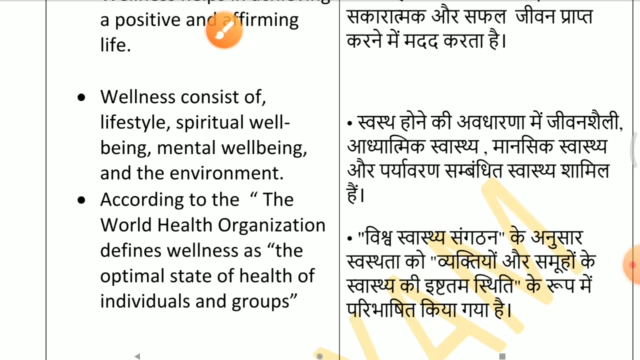 a positive and affirming
life.
• Wellness consist of,
lifestyle, spiritual well-
being, mental wellbeing,
and the environment.
• According to the “ The
World Health Organization
defines wellness as “the
optimal state of health of
individuals and groups”
सकारात्मक और सफल जीवन प्राप्त
करने में मदद करता है।
• स्वस्थ होने की अवधारणा में जीवनशैली,
आध्यात्मिक स्वास्थ्य , मानसिक स्वास्थ्य
और पर्यावरण सम्बंधित स्वास्थ्य शामिल
हैं।
• "विश्व स्वास्थ्य संगठन" के अनुसार
स्वस्थता को "व्यक्तियों और समूहों के
स्वास्थ्य की इष्टतम स्थिति" के रूप में
परिभाषित किया गया है।